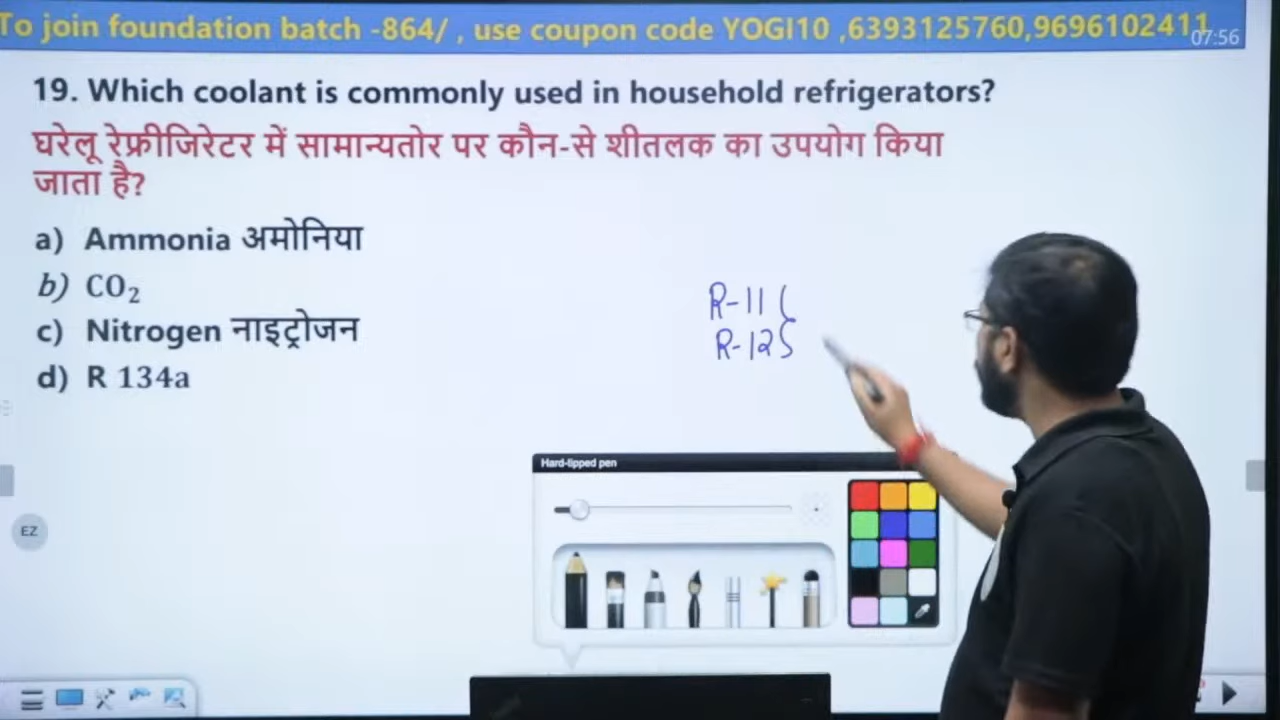 To join foundation batch -864/ , use coupon code YOGI10 ,6393125760,9696102411
07:56
19. Which coolant is commonly used in household refrigerators?
घरेलू रेफ्रीजिरेटर में सामान्यतोर पर कौन-से शीतलक का उपयोग किया
जाता है?
a) Ammonia अमोनिया
b) CO₂
c) Nitrogen नाइट्रोजन
d) R 134a
R-11
R-12
Hard-tipped pen
EZ